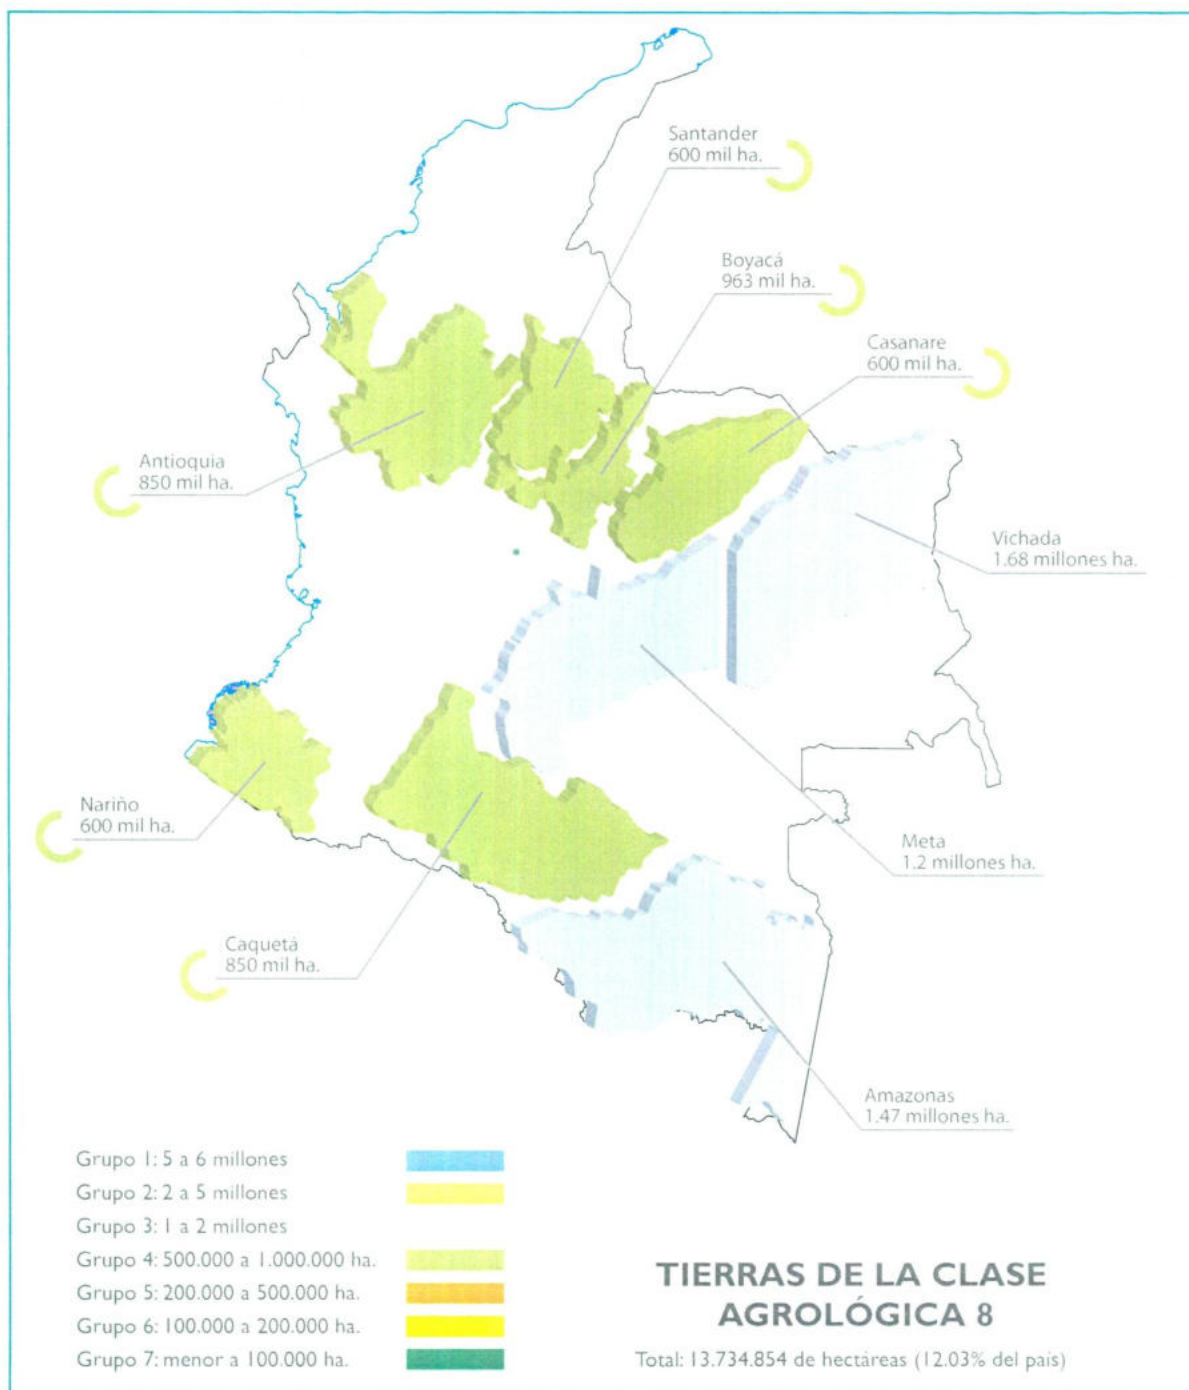 Santander
600 mil ha.
Boyacá
963 mil ha.
Casanare
600 mil ha.
Antioquia
850 mil ha.
Vichada
1.68 millones ha.
Nariño
600 mil ha.
Meta
1.2 millones ha.
Caquetá
850 mil ha.
Amazonas
1.47 millones ha.
Grupo 1: 5 a 6 millones
Grupo 2: 2 a 5 millones
Grupo 3: 1 a 2 millones
Grupo 4: 500.000 a 1.000.000 ha.
Grupo 5: 200.000 a 500.000 ha.
Grupo 6: 100.000 a 200.000 ha.
Grupo 7: menor a 100.000 ha.
TIERRAS DE LA CLASE
AGROLÓGICA 8
Total: 13.734.854 de hectáreas (12.03% del país)